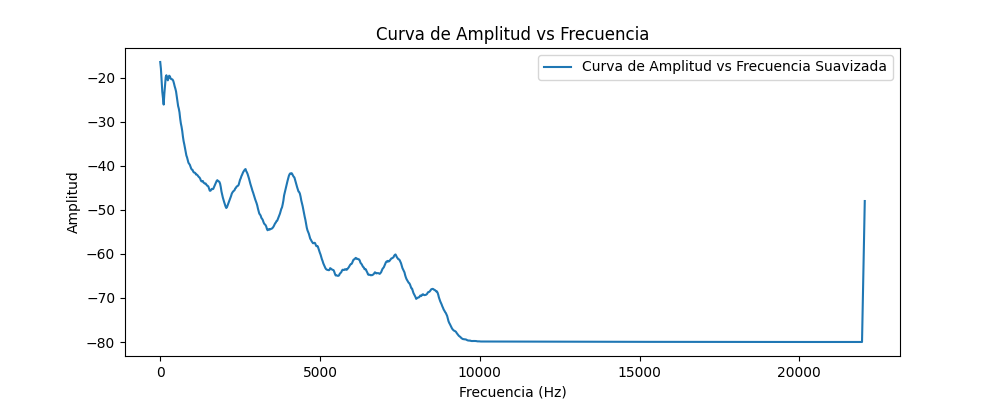 Curva de Amplitud vs Frecuencia
Curva de Amplitud vs Frecuencia Suavizada
Amplitud
−20
−30
−40
−50
−60
−70
−80
0 5000 10000 15000 20000
Frecuencia (Hz)